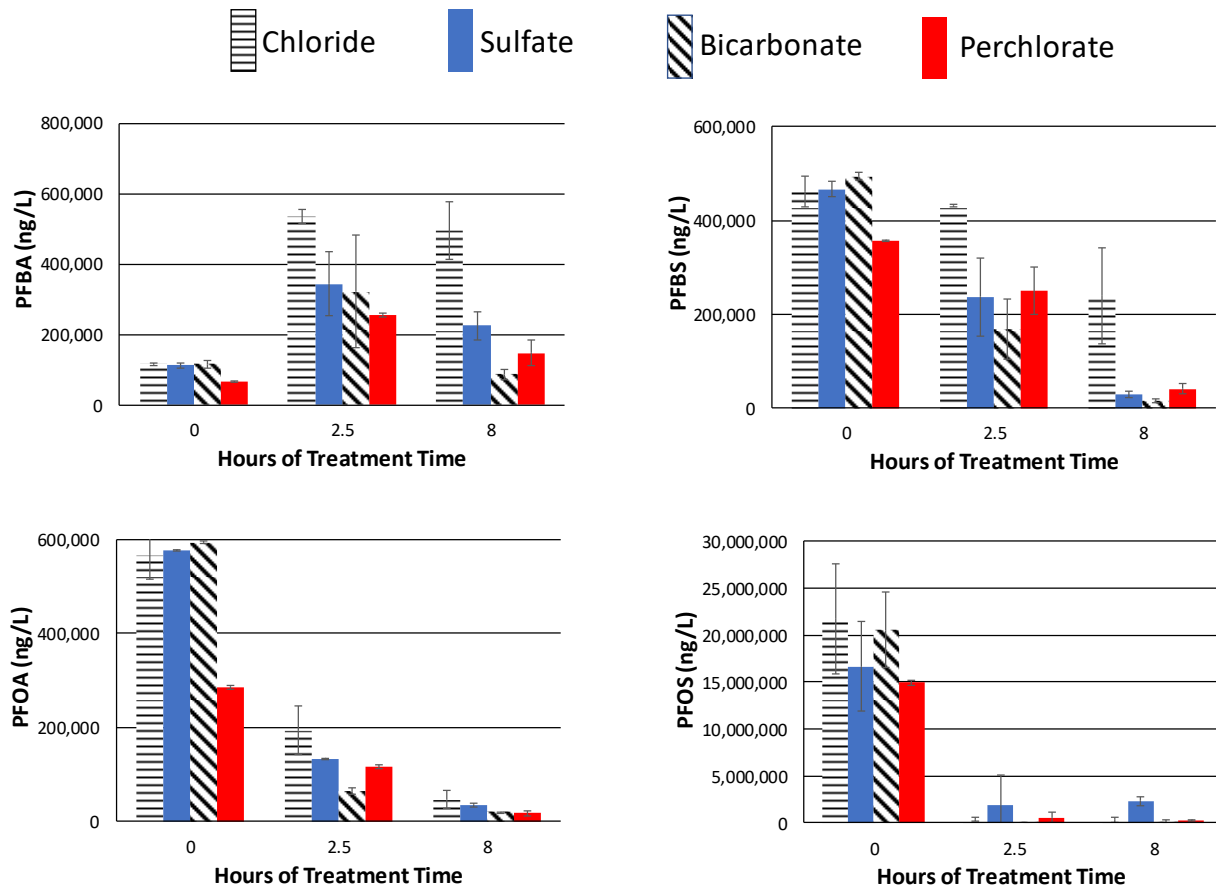 Chloride Sulfate Bicarbonate Perchlorate
PFBA (ng/L)
800,000
600,000
400,000
200,000
0
0 2.5 8
Hours of Treatment Time
PFBS (ng/L)
600,000
400,000
200,000
0
0 2.5 8
Hours of Treatment Time
PFOA (ng/L)
600,000
400,000
200,000
0
0 2.5 8
Hours of Treatment Time
PFOS (ng/L)
30,000,000
25,000,000
20,000,000
15,000,000
10,000,000
5,000,000
0
0 2.5 8
Hours of Treatment Time